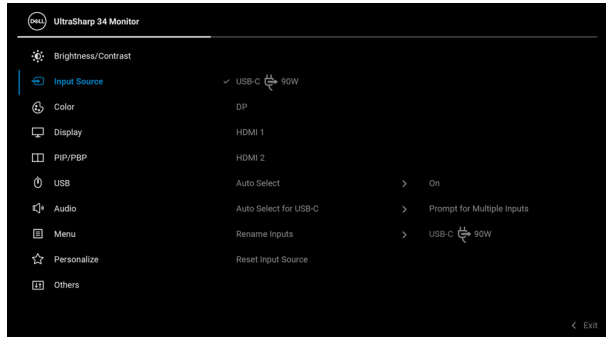 DELL UltraSharp 34 Monitor
Brightness/Contrast
Input Source USB-C 90W
Color DP
Display HDMI 1
PIP/PBP HDMI 2
USB Auto Select On
Audio Auto Select for USB-C Prompt for Multiple Inputs
Menu Rename Inputs USB-C 90W
Personalize Reset Input Source
Others
Exit